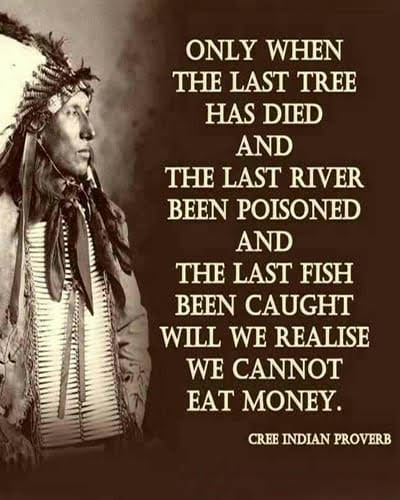 ONLY WHEN
THE LAST TREE
HAS DIED
AND
THE LAST RIVER
BEEN POISONED
AND
THE LAST FISH
BEEN CAUGHT
WILL WE REALISE
WE CANNOT
EAT MONEY.
CREE INDIAN PROVERB